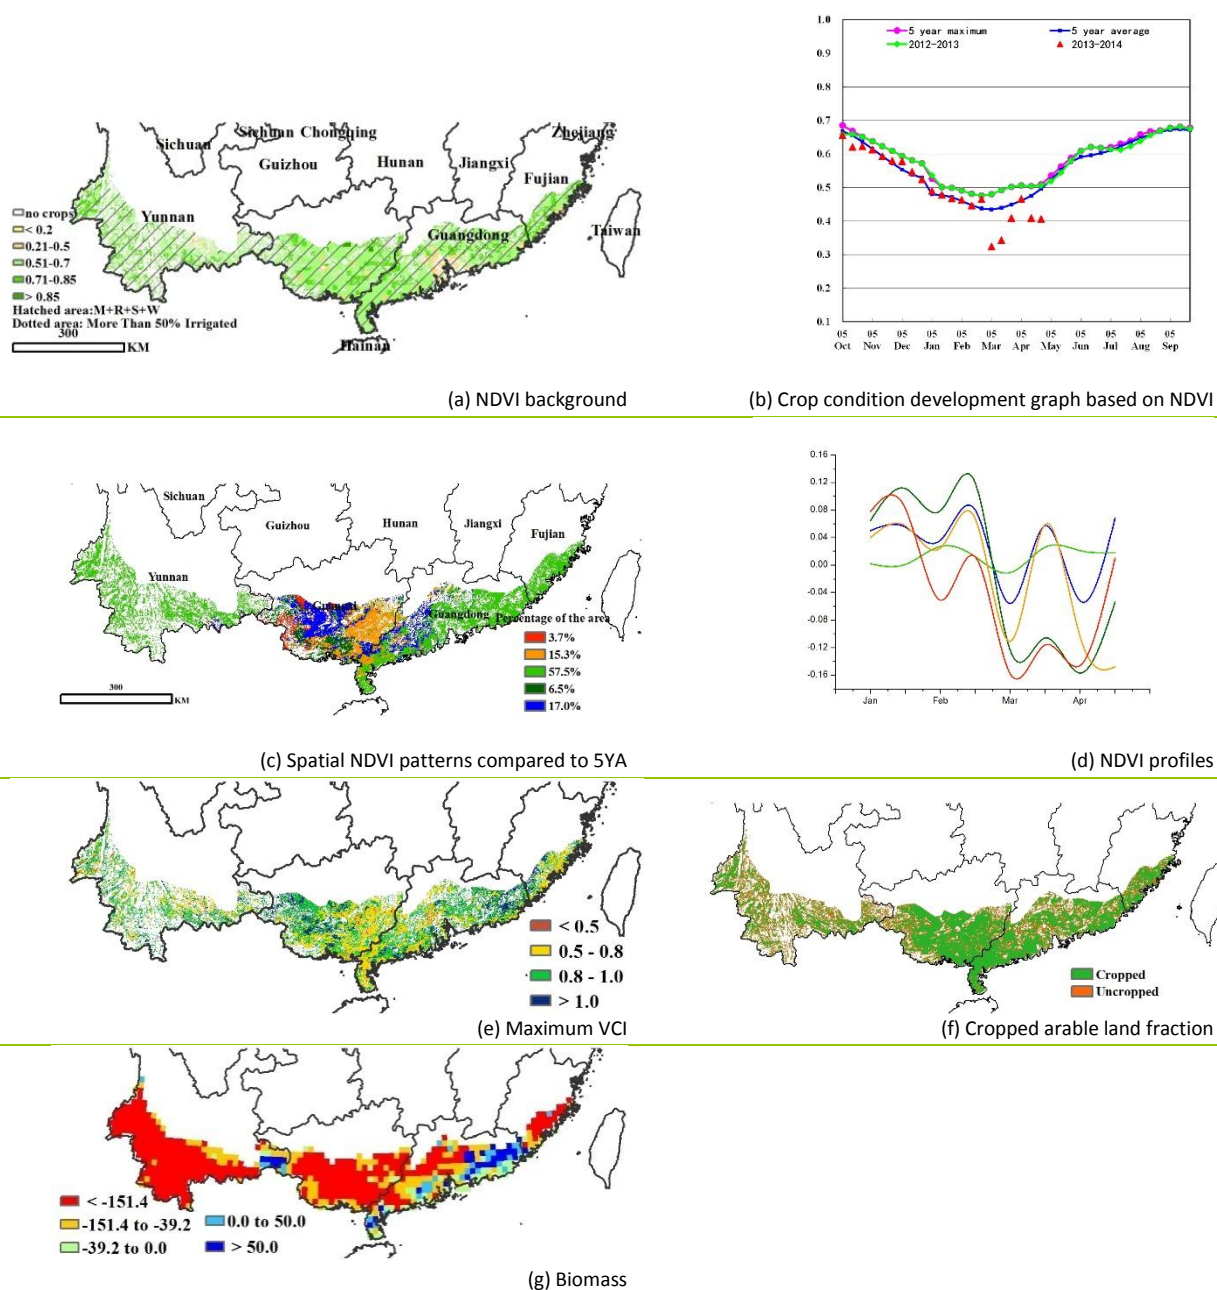 Sichuan
Sichuan Chongqing
Zhejiang
Guizhou
Hunan
Jiangxi
Fujian
Yunnan
Guangdong
Taiwan
Hainan
no crops
< 0.2
0.21-0.5
0.51-0.7
0.71-0.85
> 0.85
Hatched area:M+R+S+W
Dotted area: More Than 50% Irrigated
300
KM
(a) NDVI background
5 year maximum
5 year average
2012-2013
2013-2014
1.0
0.9
0.8
0.7
0.6
0.5
0.4
0.3
0.2
0.1
05 05 05 05 05 05 05 05 05 05 05 05
Oct Nov Dec Jan Feb Mar Apr May Jun Jul Aug Sep
(b) Crop condition development graph based on NDVI
Sichuan
Guizhou
Hunan
Jiangxi
Fujian
Yunnan
Guangdong
Percentage of the area
3.7%
15.3%
57.5%
6.5%
17.0%
300
KM
(c) Spatial NDVI patterns compared to 5YA
0.16
0.12
0.08
0.04
0.00
-0.04
-0.08
-0.12
-0.16
Jan Feb Mar Apr
(d) NDVI profiles
< 0.5
0.5 - 0.8
0.8 - 1.0
> 1.0
(e) Maximum VCI
Cropped
Uncropped
(f) Cropped arable land fraction
< -151.4
-151.4 to -39.2
-39.2 to 0.0
0.0 to 50.0
> 50.0
(g) Biomass